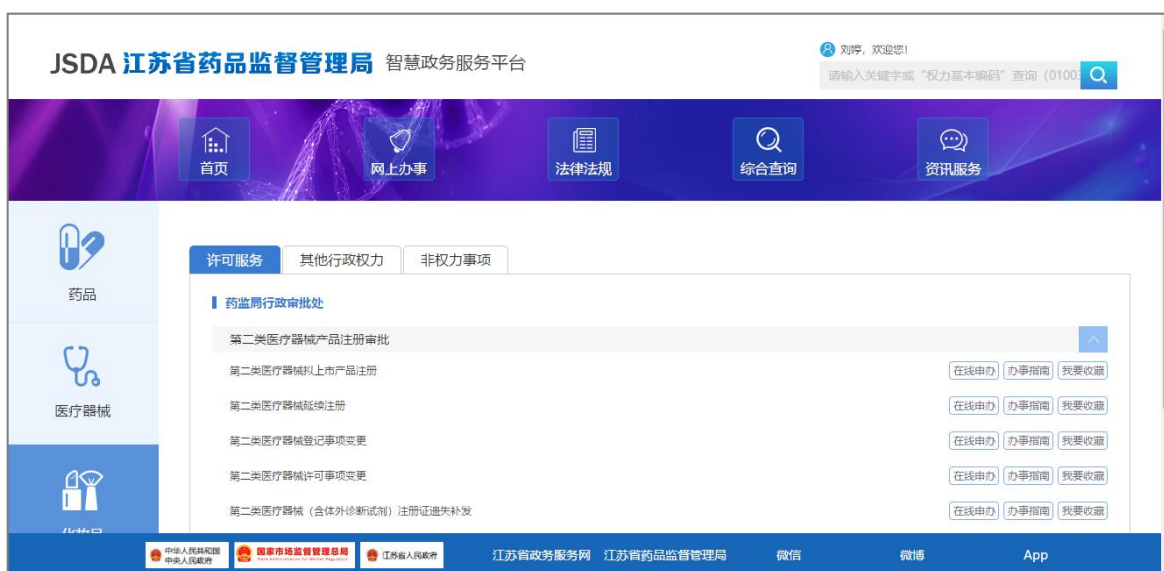 JSDA 江苏省药品监督管理局 智慧政务服务平台
刘婷，欢迎您!
请输入关键字或“权力基本编码”查询（0100
首页
网上办事
法律法规
综合查询
资讯服务
药品
医疗器械
化妆品
许可服务
其他行政权力
非权力事项
药监局行政审批处
第二类医疗器械产品注册审批
第二类医疗器械拟上市产品注册 在线申办 办事指南 我要收藏
第二类医疗器械延续注册 在线申办 办事指南 我要收藏
第二类医疗器械登记事项变更 在线申办 办事指南 我要收藏
第二类医疗器械许可事项变更 在线申办 办事指南 我要收藏
第二类医疗器械（含体外诊断试剂）注册证遗失补发 在线申办 办事指南 我要收藏
中华人民共和国
中央人民政府
国家市场监督管理总局
State Administration for Market Regulation
江苏省人民政府
江苏省政务服务网 江苏省药品监督管理局 微信 微博 App